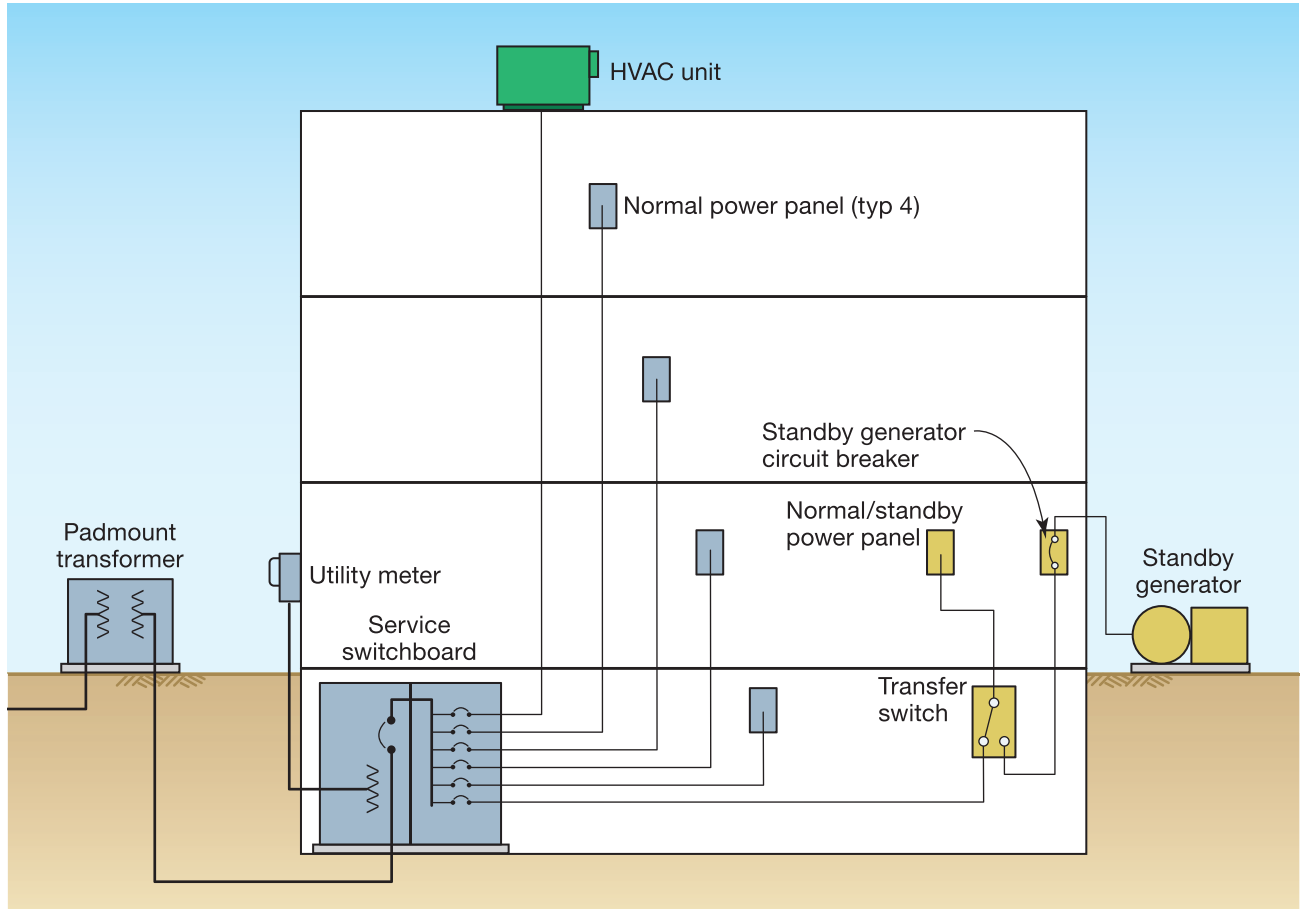 HVAC unit
Normal power panel (typ 4)
Standby generator
circuit breaker
Normal/standby
power panel
Padmount
transformer
Utility meter
Standby
generator
Service
switchboard
Transfer
switch